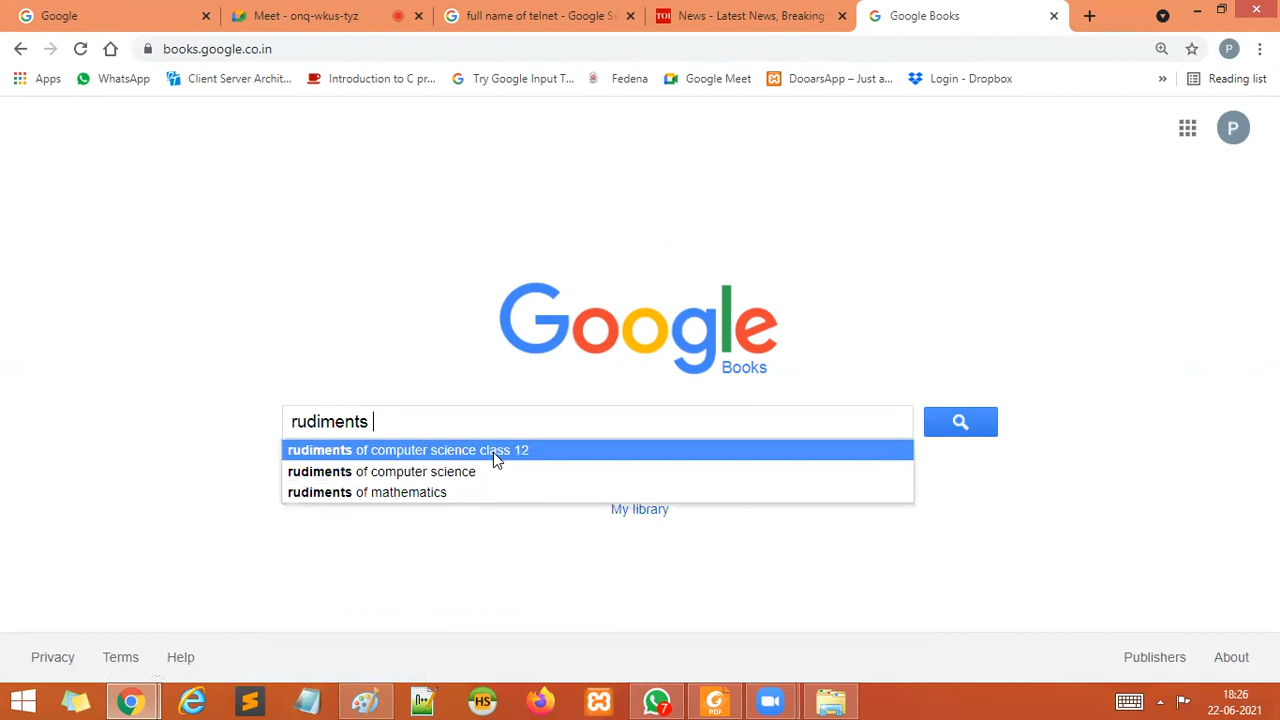 Google
Meet - onq-wkus-tyz
full name of telnet - Google Se
TOI
News - Latest News, Breaking
Google Books
books.google.co.in
P
Apps
WhatsApp
Client Server Archit...
Introduction to C pr...
Try Google Input T...
Fedena
Google Meet
DooarsApp – Just a...
Login - Dropbox
»
Reading list
P
Google
Books
rudiments
rudiments of computer science class 12
rudiments of computer science
rudiments of mathematics
My library
Privacy
Terms
Help
Publishers
About
HS
7
PDF
18:26
22-06-2021